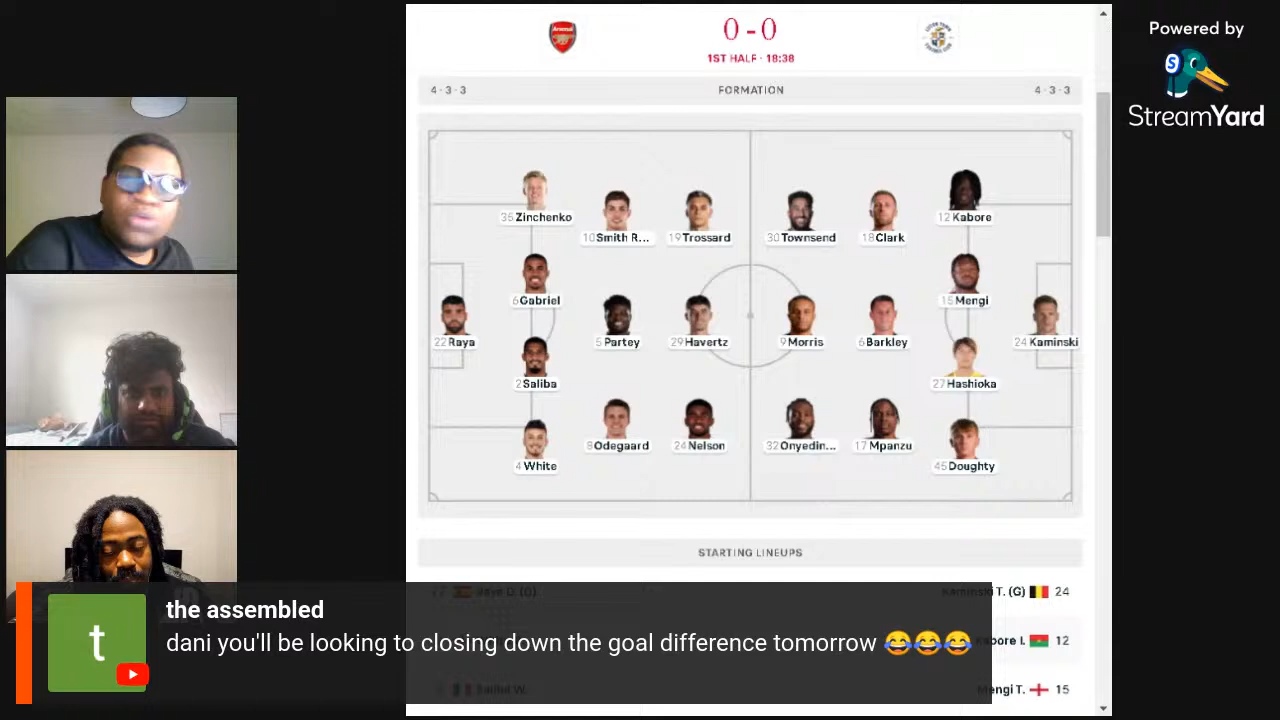 Powered by
StreamYard
Arsenal
0 - 0
1ST HALF · 18:38
4 · 3 · 3 FORMATION 4 · 3 · 3
35 Zinchenko
12 Kabore
10 Smith R...
19 Trossard
30 Townsend
18 Clark
6 Gabriel
15 Mengi
22 Raya
5 Partey
29 Havertz
9 Morris
6 Barkley
24 Kaminski
2 Saliba
27 Hashioka
8 Odegaard
24 Nelson
32 Onyedin...
17 Mpanzu
4 White
45 Doughty
STARTING LINEUPS
Kaminski T. (G) 24
the assembled
dani you'll be looking to closing down the goal difference tomorrow 😂😂😂
Kabore I. 12
Saliba W.
Mengi T. 15
t